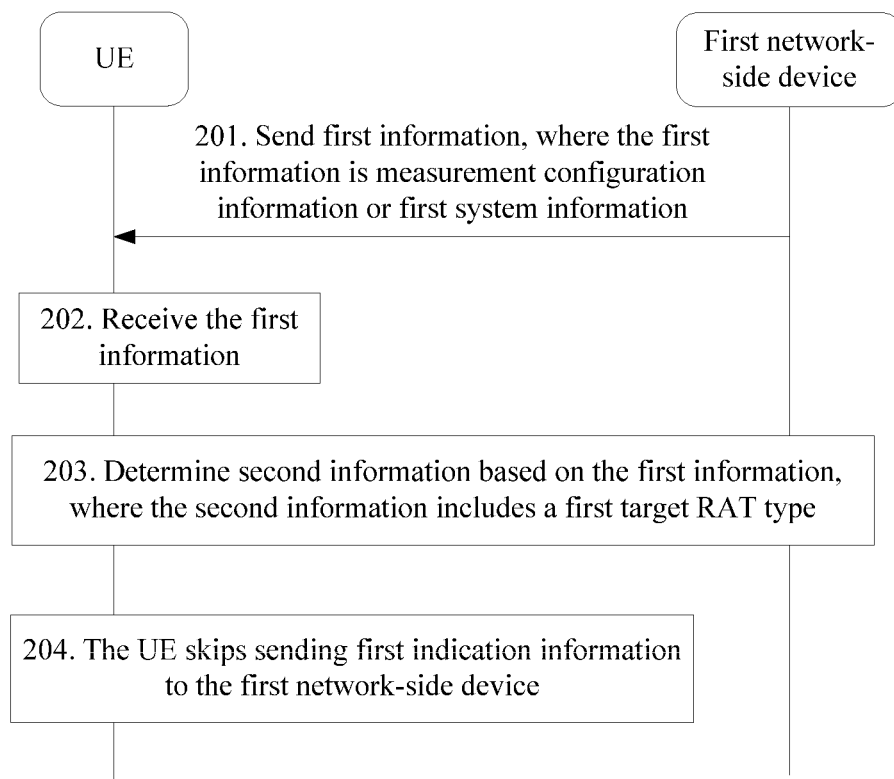 UE
First network-
side device
201. Send first information, where the first
information is measurement configuration
information or first system information
202. Receive the first
information
203. Determine second information based on the first information,
where the second information includes a first target RAT type
204. The UE skips sending first indication information
to the first network-side device